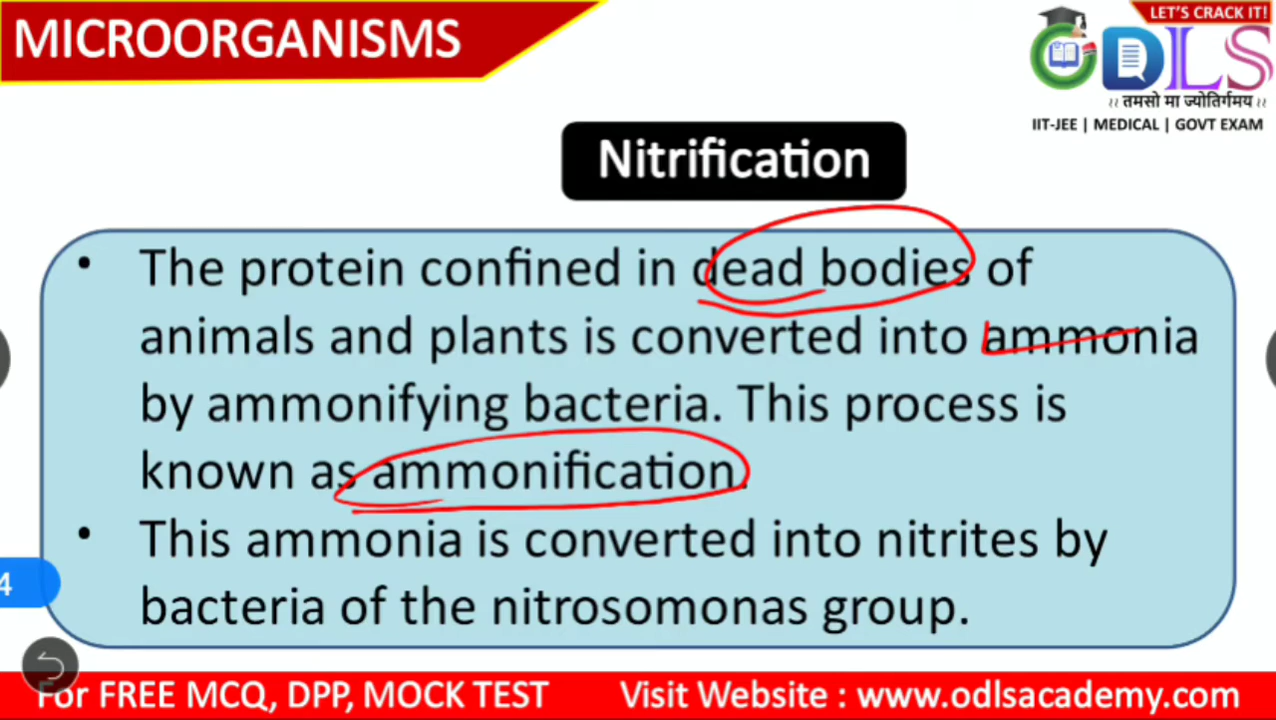 MICROORGANISMS
LET'S CRACK IT!
ODLS
।। तमसो मा ज्योतिर्गमय ।।
IIT-JEE | MEDICAL | GOVT EXAM
Nitrification
• The protein confined in dead bodies of
animals and plants is converted into ammonia
by ammonifying bacteria. This process is
known as ammonification.
• This ammonia is converted into nitrites by
bacteria of the nitrosomonas group.
4
For FREE MCQ, DPP, MOCK TEST Visit Website : www.odlsacademy.com